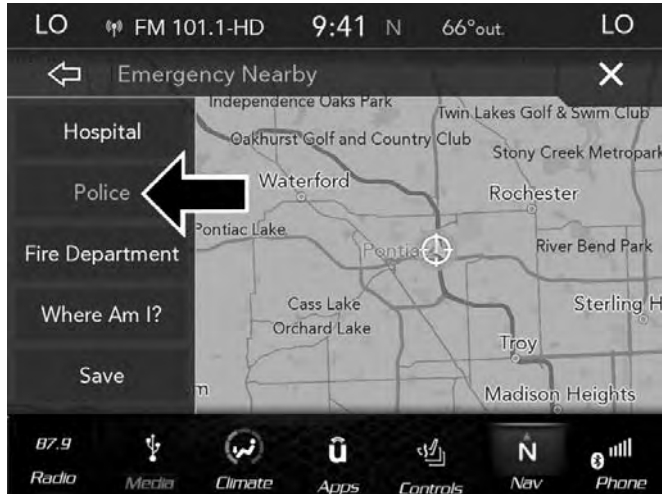 LO FM 101.1-HD 9:41 N 66°out. LO
Emergency Nearby
Hospital
Police
Fire Department
Where Am I?
Save
Independence Oaks Park
Twin Lakes Golf & Swim Club
Oakhurst Golf and Country Club
Stony Creek Metropark
Waterford
Rochester
Pontiac Lake
Pontiac
River Bend Park
Cass Lake
Sterling H
Orchard Lake
Troy
m
Madison Heights
87.9
Radio Media Climate Apps Controls N Nav Phone